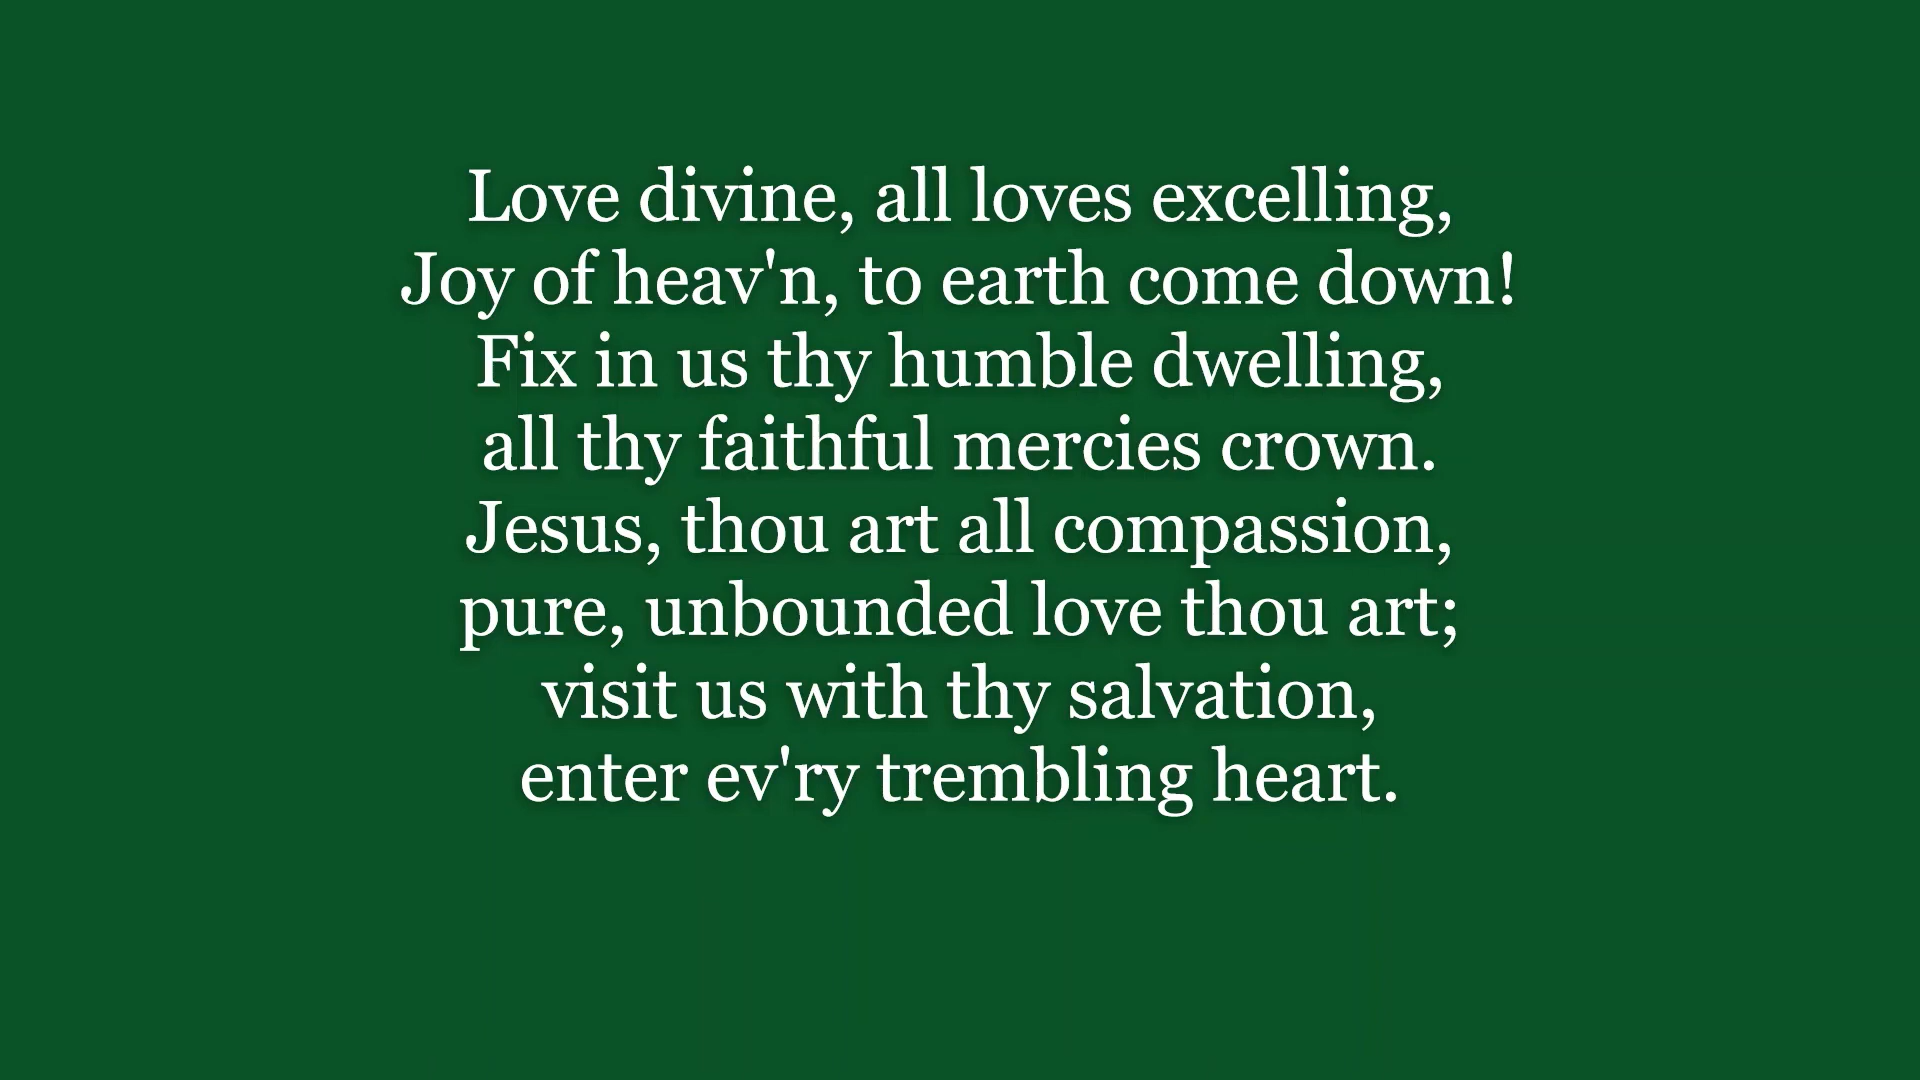 Love divine, all loves excelling,
Joy of heav'n, to earth come down!
Fix in us thy humble dwelling,
all thy faithful mercies crown.
Jesus, thou art all compassion,
pure, unbounded love thou art;
visit us with thy salvation,
enter ev'ry trembling heart.